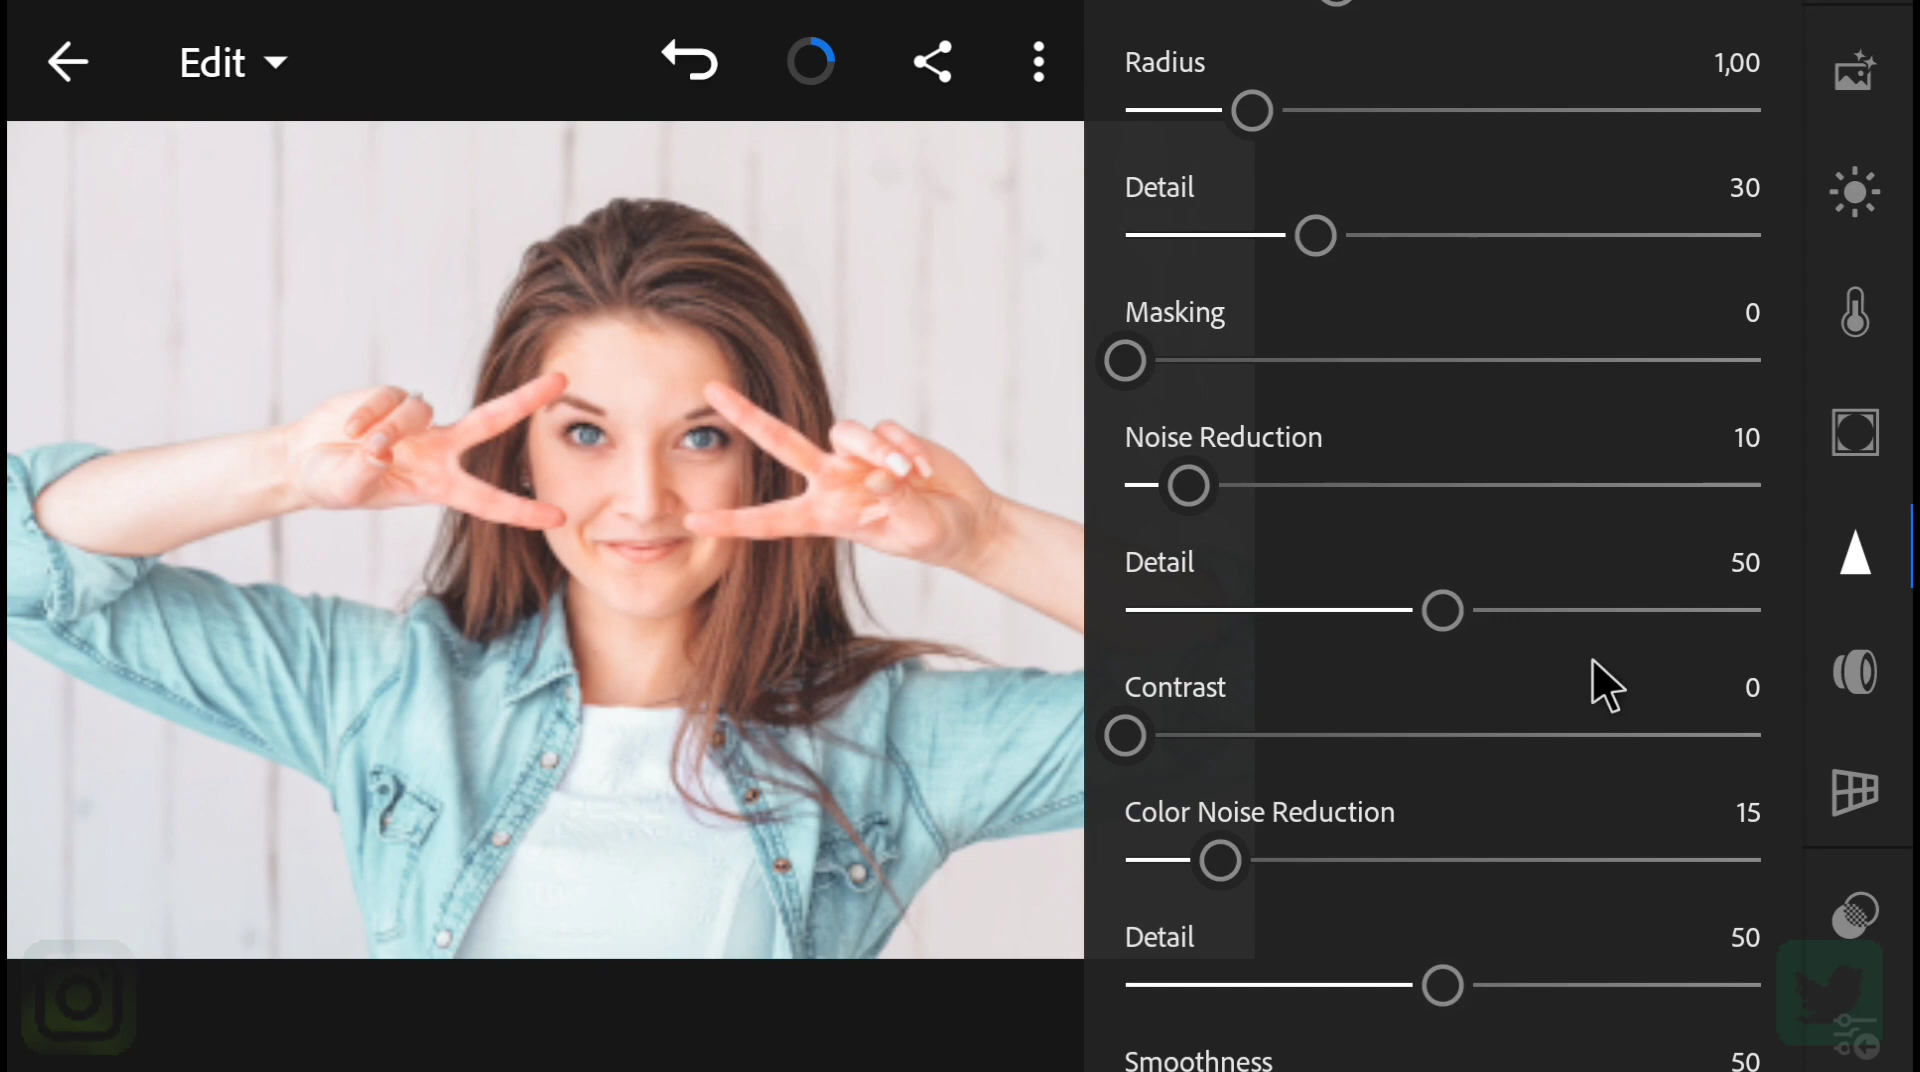 Edit
Radius 1,00
Detail 30
Masking 0
Noise Reduction 10
Detail 50
Contrast 0
Color Noise Reduction 15
Detail 50
Smoothness 50